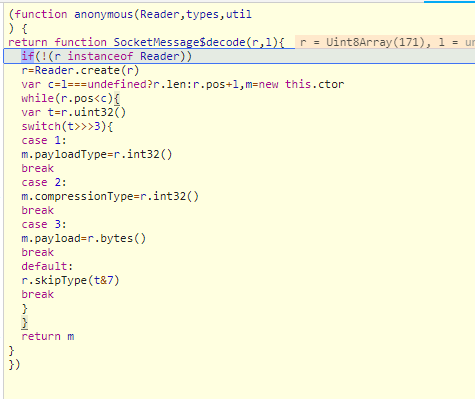 (function anonymous(Reader,types,util
) {
return function SocketMessage$decode(r,l){ r = Uint8Array(171), l = un
if(!(r instanceof Reader))
r=Reader.create(r)
var c=l===undefined?r.len:r.pos+l,m=new this.ctor
while(r.pos<c){
var t=r.uint32()
switch(t>>>3){
case 1:
m.payloadType=r.int32()
break
case 2:
m.compressionType=r.int32()
break
case 3:
m.payload=r.bytes()
break
default:
r.skipType(t&7)
break
}
}
return m
}
})